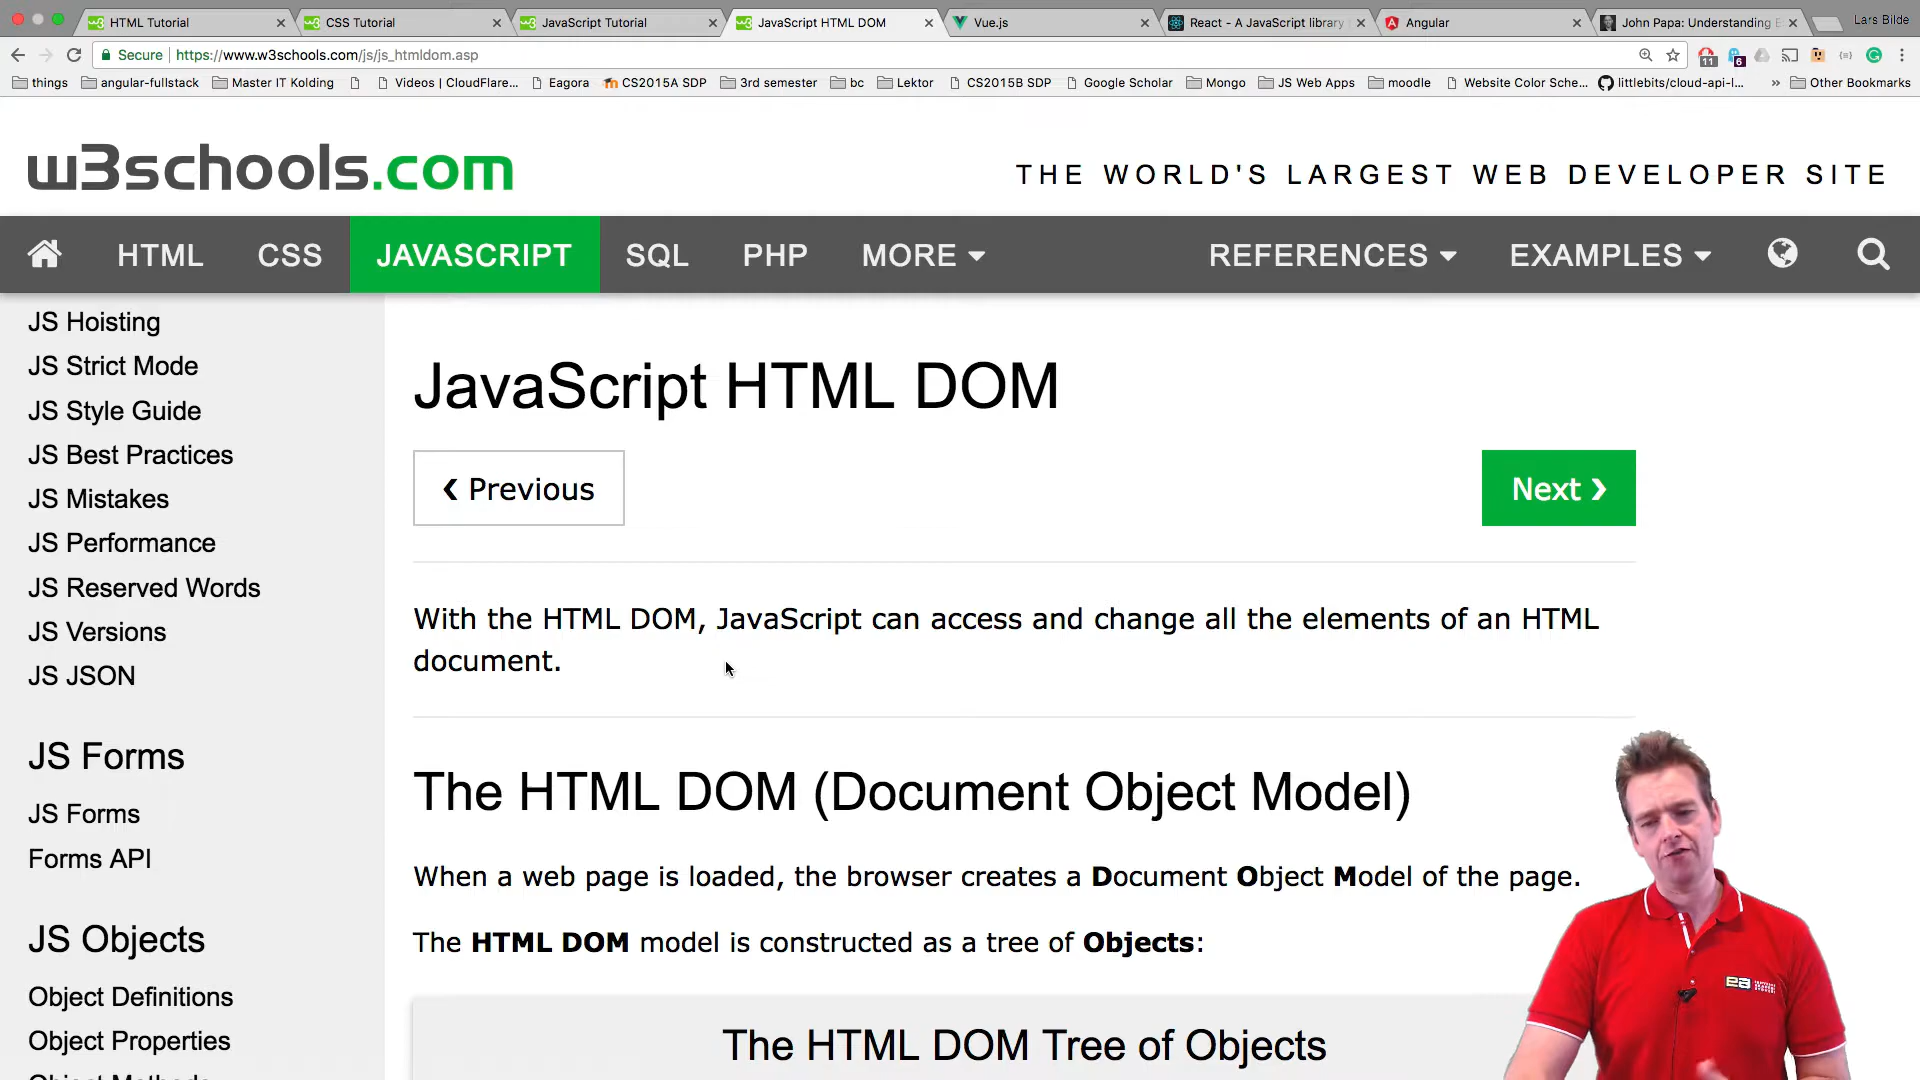 HTML Tutorial
CSS Tutorial
JavaScript Tutorial
JavaScript HTML DOM
Vue.js
React - A JavaScript library
Angular
John Papa: Understanding
Lars Bilde
Secure
https://www.w3schools.com/js/js_htmldom.asp
11
6
things
angular-fullstack
Master IT Kolding
Videos | CloudFlare...
Eagora
CS2015A SDP
3rd semester
bc
Lektor
CS2015B SDP
Google Scholar
Mongo
JS Web Apps
moodle
Website Color Sche...
littlebits/cloud-api-l...
»
Other Bookmarks
w3schools.com
THE WORLD'S LARGEST WEB DEVELOPER SITE
HTML
CSS
JAVASCRIPT
SQL
PHP
MORE
REFERENCES
EXAMPLES
JS Hoisting
JS Strict Mode
JS Style Guide
JS Best Practices
JS Mistakes
JS Performance
JS Reserved Words
JS Versions
JS JSON
JS Forms
JS Forms
Forms API
JS Objects
Object Definitions
Object Properties
Object Methods
JavaScript HTML DOM
❮ Previous
Next ❯
With the HTML DOM, JavaScript can access and change all the elements of an HTML
document.
The HTML DOM (Document Object Model)
When a web page is loaded, the browser creates a Document Object Model of the page.
The HTML DOM model is constructed as a tree of Objects:
The HTML DOM Tree of Objects